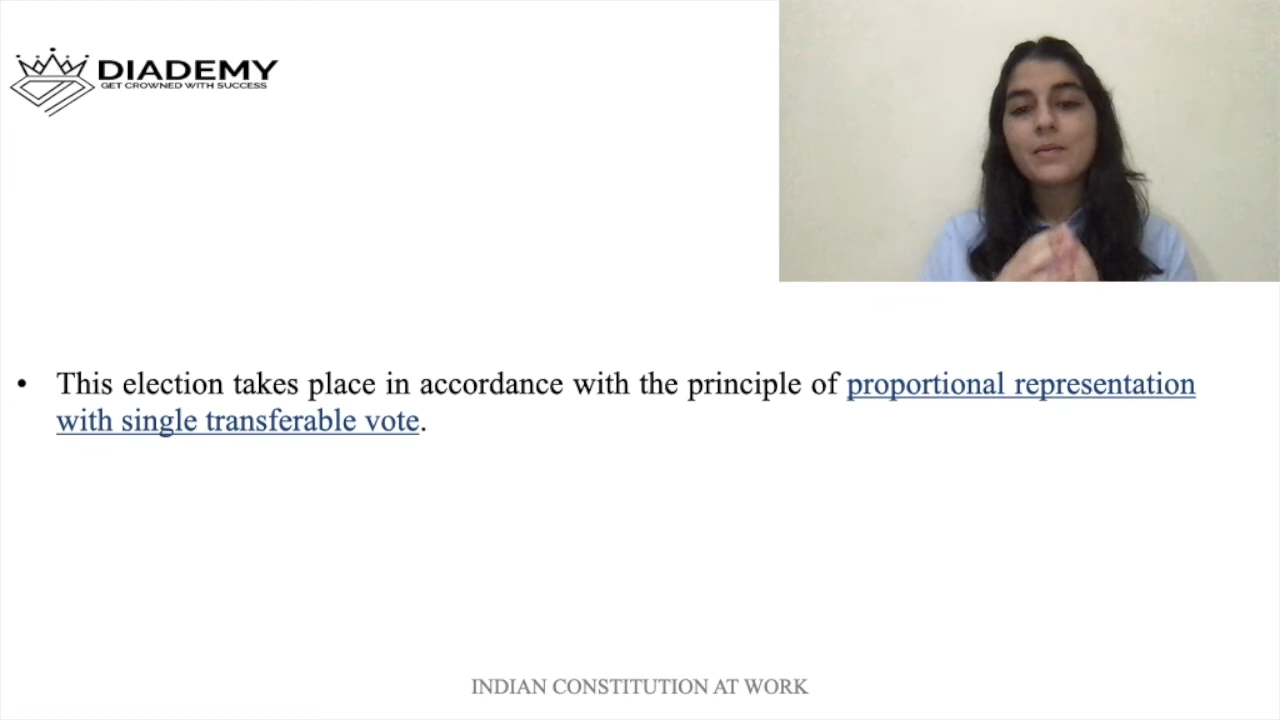 DIADEMY
GET CROWNED WITH SUCCESS
• This election takes place in accordance with the principle of proportional representation
with single transferable vote.
INDIAN CONSTITUTION AT WORK